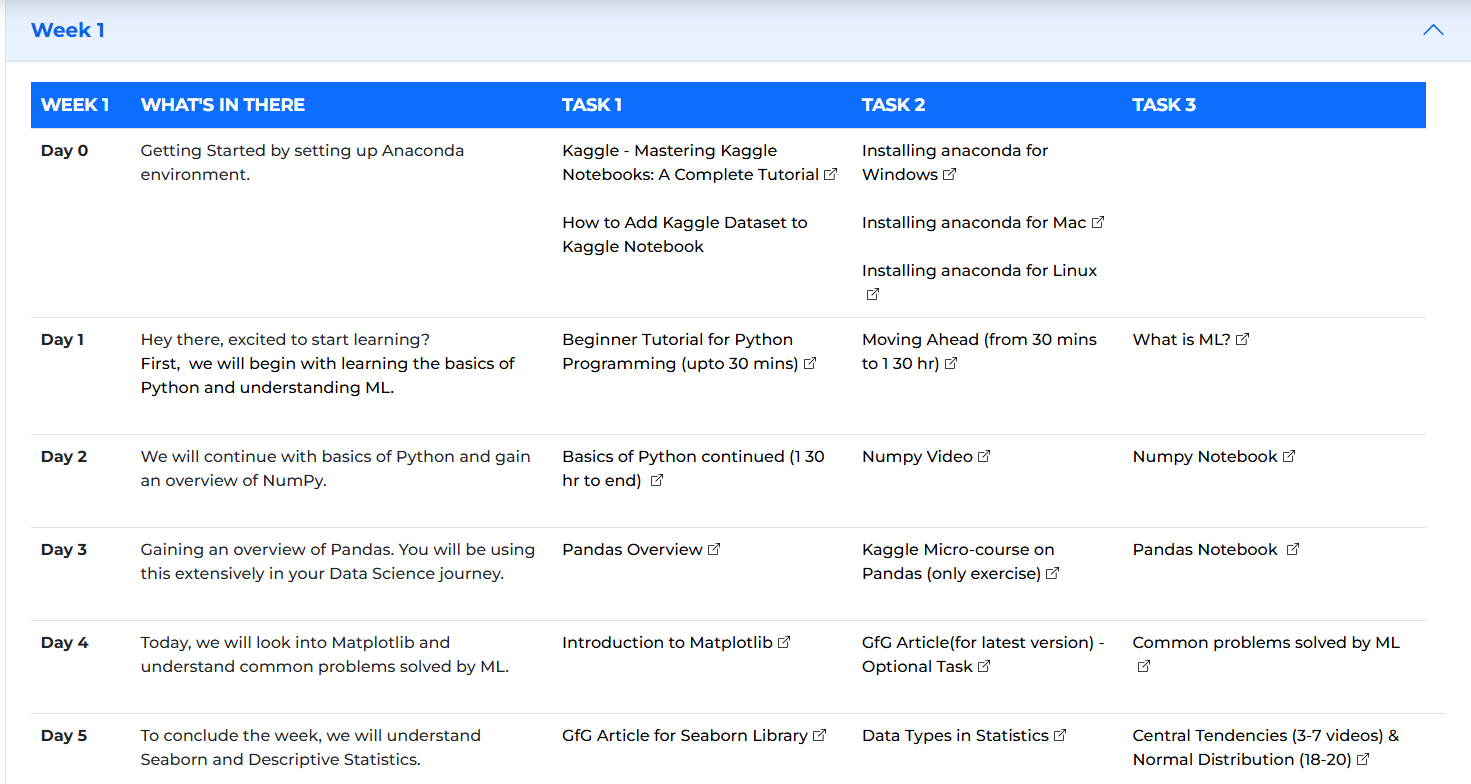 Week 1
WEEK 1 WHAT'S IN THERE TASK 1 TASK 2 TASK 3
Day 0
Getting Started by setting up Anaconda
environment.
Kaggle - Mastering Kaggle
Notebooks: A Complete Tutorial
How to Add Kaggle Dataset to
Kaggle Notebook
Installing anaconda for
Windows
Installing anaconda for Mac
Installing anaconda for Linux
Day 1
Hey there, excited to start learning?
First, we will begin with learning the basics of
Python and understanding ML.
Beginner Tutorial for Python
Programming (upto 30 mins)
Moving Ahead (from 30 mins
to 1 30 hr)
What is ML?
Day 2
We will continue with basics of Python and gain
an overview of NumPy.
Basics of Python continued (1 30
hr to end)
Numpy Video
Numpy Notebook
Day 3
Gaining an overview of Pandas. You will be using
this extensively in your Data Science journey.
Pandas Overview
Kaggle Micro-course on
Pandas (only exercise)
Pandas Notebook
Day 4
Today, we will look into Matplotlib and
understand common problems solved by ML.
Introduction to Matplotlib
GfG Article(for latest version) -
Optional Task
Common problems solved by ML
Day 5
To conclude the week, we will understand
Seaborn and Descriptive Statistics.
GfG Article for Seaborn Library
Data Types in Statistics
Central Tendencies (3-7 videos) &
Normal Distribution (18-20)